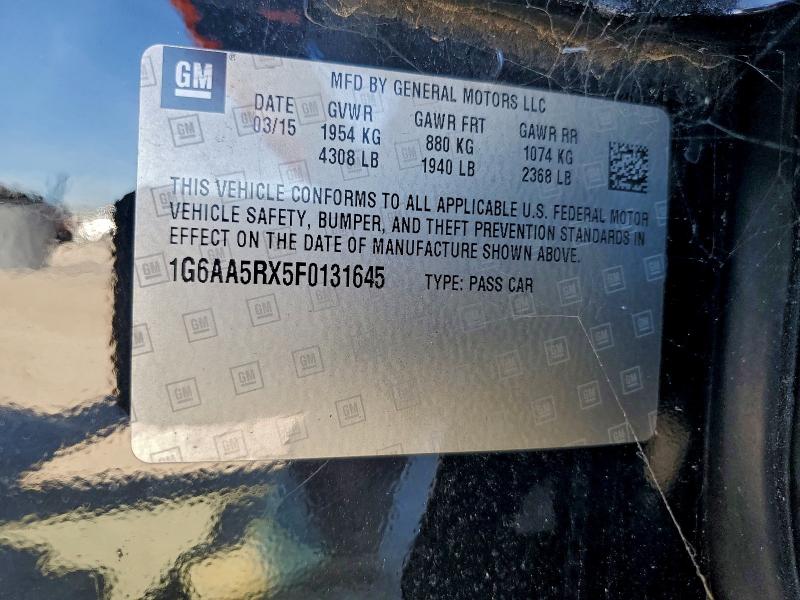 GM
MFD BY GENERAL MOTORS LLC
DATE GVWR GAWR FRT GAWR RR
03/15 1954 KG 880 KG 1074 KG
4308 LB 1940 LB 2368 LB
THIS VEHICLE CONFORMS TO ALL APPLICABLE U.S. FEDERAL MOTOR
VEHICLE SAFETY, BUMPER, AND THEFT PREVENTION STANDARDS IN
EFFECT ON THE DATE OF MANUFACTURE SHOWN ABOVE.
1G6AA5RX5F0131645 TYPE: PASS CAR